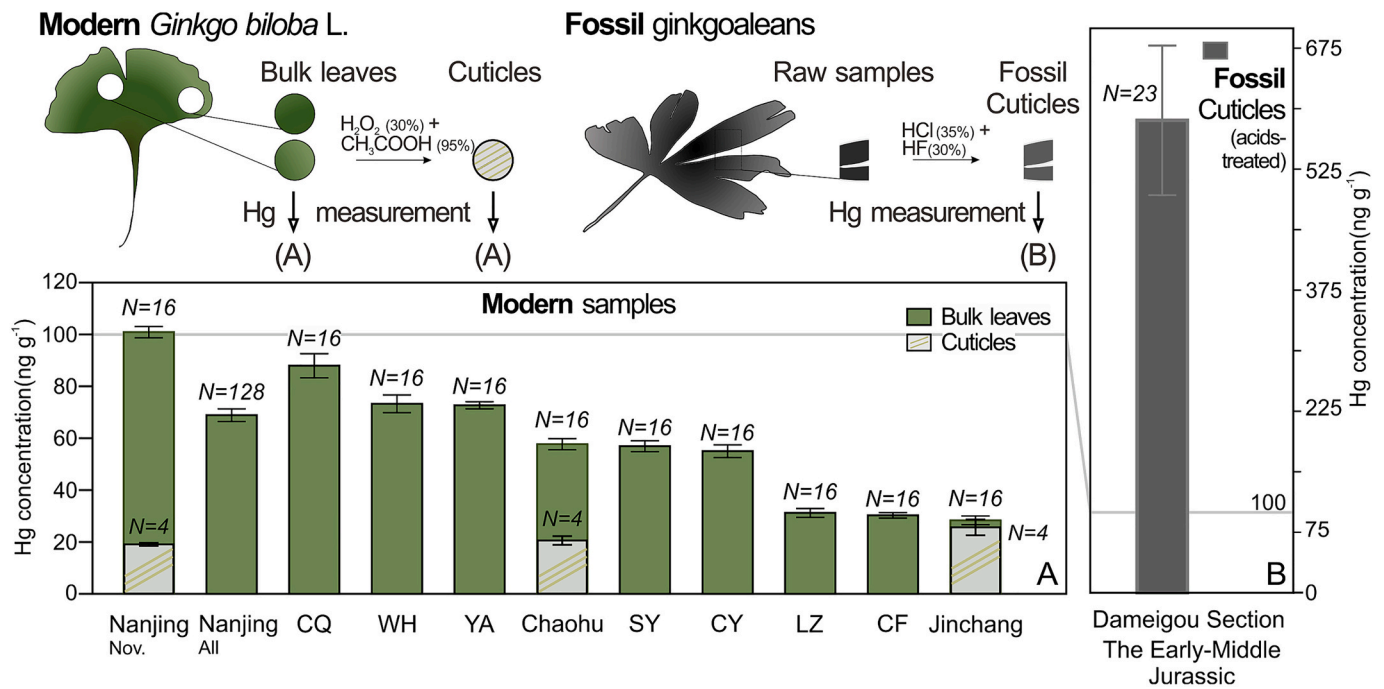 Modern Ginkgo biloba L.
Bulk leaves
Cuticles
H₂O₂ (30%) +
CH₃COOH (95%)
Hg measurement
(A)
(A)
Fossil ginkgoaleans
Raw samples
Fossil
Cuticles
HCl (35%) +
HF(30%)
Hg measurement
(B)
Modern samples
Bulk leaves
Cuticles
Hg concentration(ng g⁻¹)
120
100
80
60
40
20
0
N=16
N=4
N=128
N=16
N=16
N=16
N=16
N=4
N=16
N=16
N=16
N=16
N=16
N=4
A
Nanjing
Nov.
Nanjing
All
CQ
WH
YA
Chaohu
SY
CY
LZ
CF
Jinchang
N=23
Fossil
Cuticles
(acids-
treated)
100
B
675
525
375
225
75
0
Hg concentration(ng g⁻¹)
Dameigou Section
The Early-Middle
Jurassic